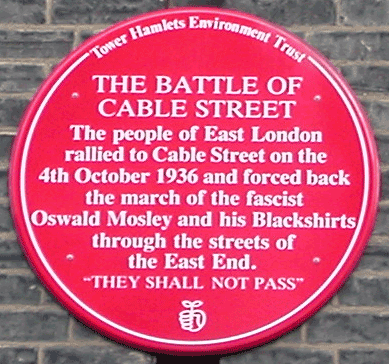 Tower Hamlets Environment Trust
THE BATTLE OF
CABLE STREET
The people of East London
rallied to Cable Street on the
4th October 1936 and forced back
the march of the fascist
Oswald Mosley and his Blackshirts
through the streets of
the East End.
"THEY SHALL NOT PASS"